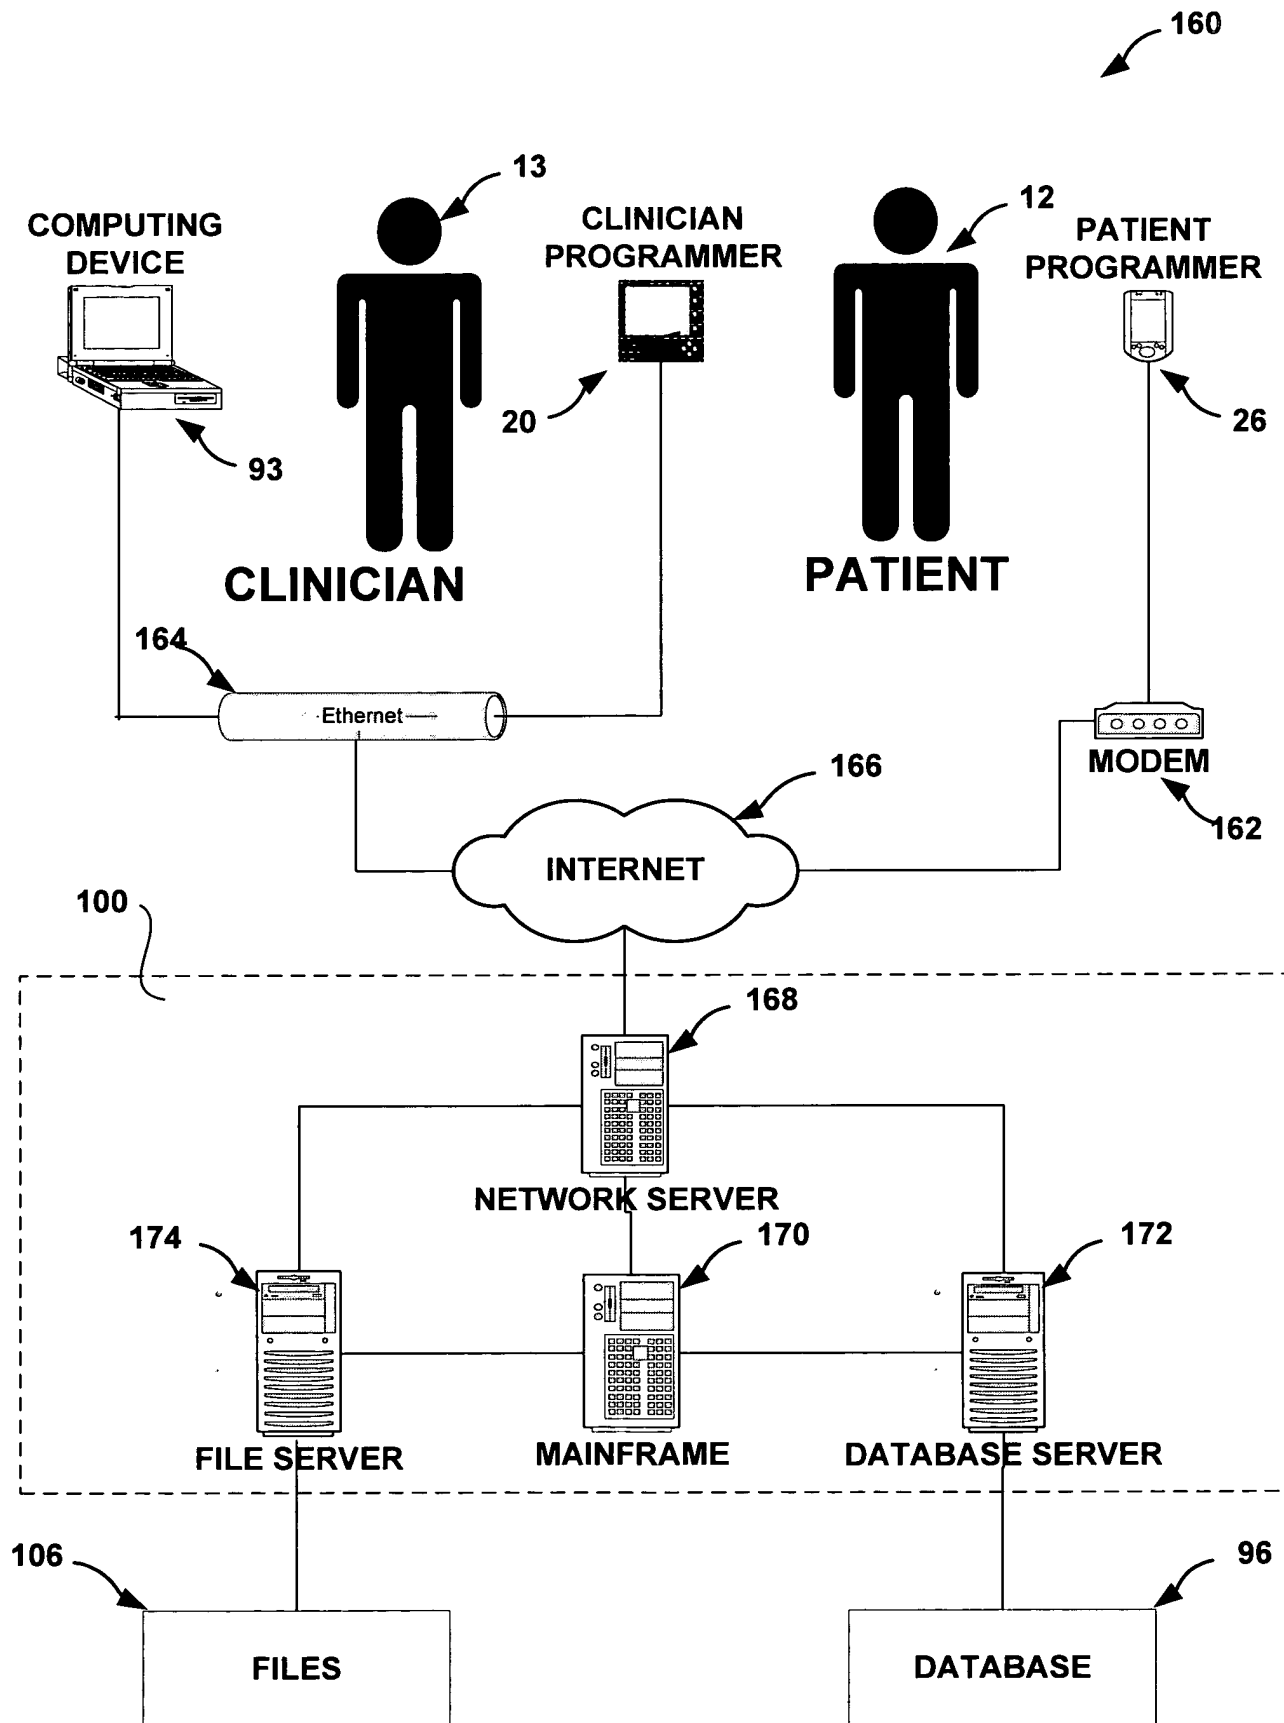 160
13
12
COMPUTING
DEVICE
CLINICIAN
PROGRAMMER
PATIENT
PROGRAMMER
93
20
26
CLINICIAN
PATIENT
164
Ethernet
MODEM
162
166
INTERNET
100
168
NETWORK SERVER
174
170
172
FILE SERVER
MAINFRAME
DATABASE SERVER
106
96
FILES
DATABASE